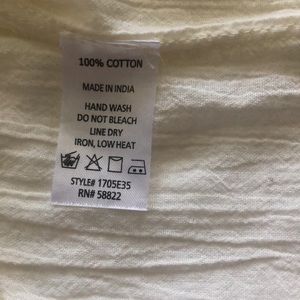 100% COTTON
MADE IN INDIA
HAND WASH
DO NOT BLEACH
LINE DRY
IRON, LOW HEAT
STYLE# 1705E35
RN# 58822